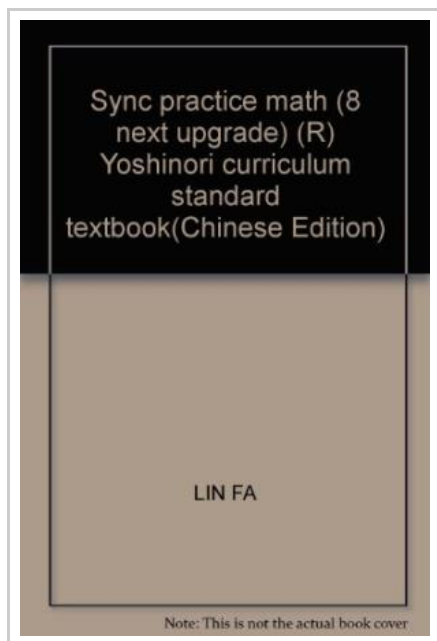 Sync practice math (8
next upgrade) (R)
Yoshinori curriculum
standard
textbook(Chinese Edition)
LIN FA
Note: This is not the actual book cover